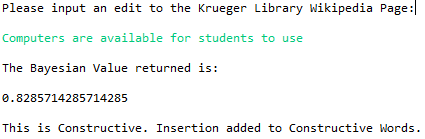 Please input an edit to the Krueger Library Wikipedia Page:
Computers are available for students to use
The Bayesian Value returned is:
0.8285714285714285
This is Constructive. Insertion added to Constructive Words.